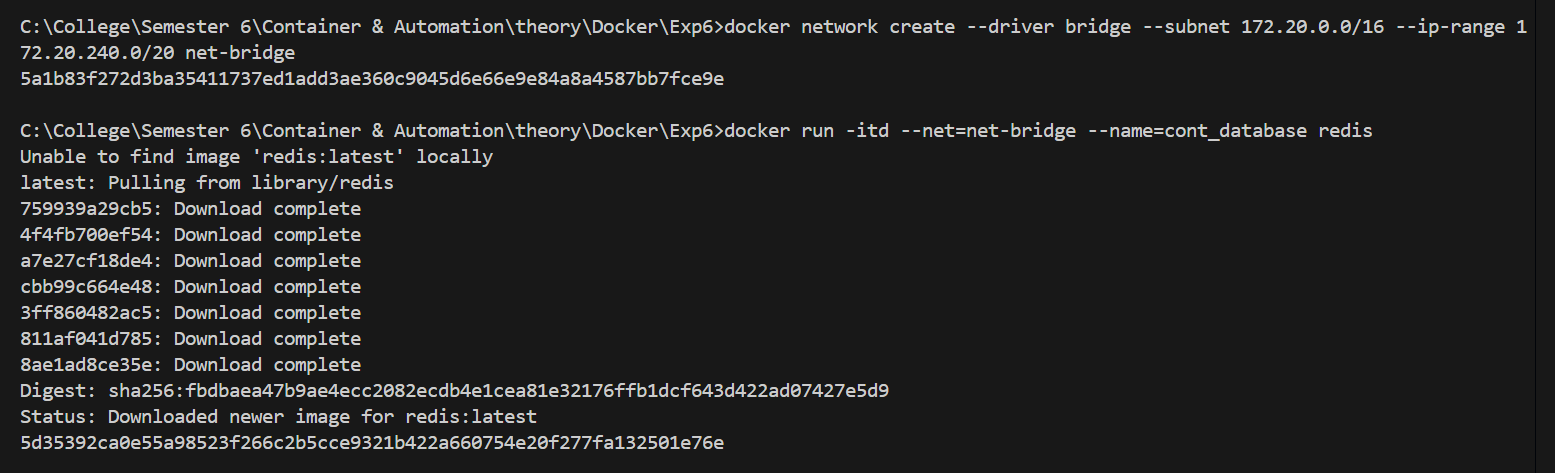 C:\College\Semester 6\Container & Automation\theory\Docker\Exp6>docker network create --driver bridge --subnet 172.20.0.0/16 --ip-range 1
72.20.240.0/20 net-bridge
5a1b83f272d3ba35411737ed1add3ae360c9045d6e66e9e84a8a4587bb7fce9e
C:\College\Semester 6\Container & Automation\theory\Docker\Exp6>docker run -itd --net=net-bridge --name=cont_database redis
Unable to find image 'redis:latest' locally
latest: Pulling from library/redis
759939a29cb5: Download complete
4f4fb700ef54: Download complete
a7e27cf18de4: Download complete
cbb99c664e48: Download complete
3ff860482ac5: Download complete
811af041d785: Download complete
8ae1ad8ce35e: Download complete
Digest: sha256:fbdbaea47b9ae4ecc2082ecdb4e1cea81e32176ffb1dcf643d422ad07427e5d9
Status: Downloaded newer image for redis:latest
5d35392ca0e55a98523f266c2b5cce9321b422a660754e20f277fa132501e76e